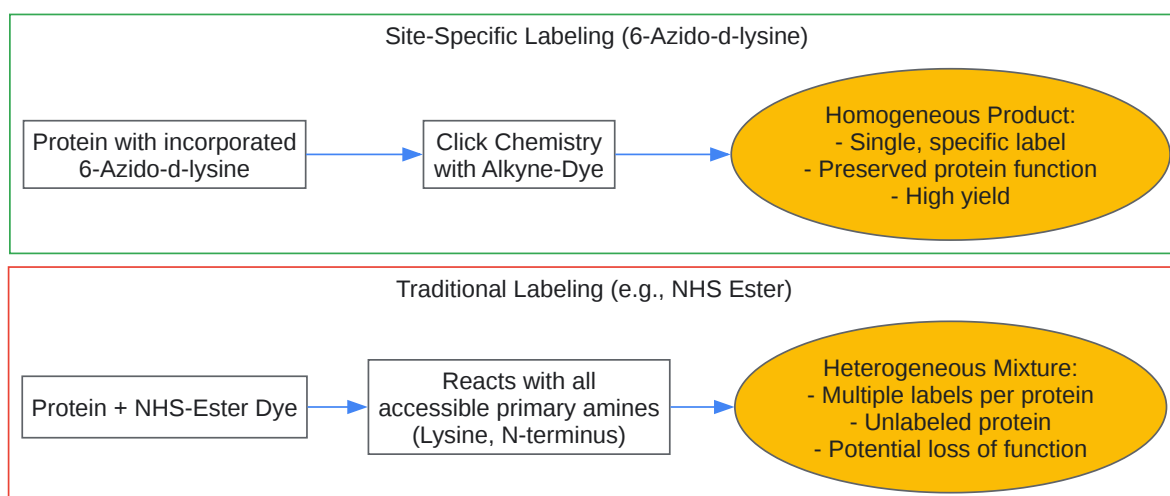 Site-Specific Labeling (6-Azido-d-lysine)
Protein with incorporated
6-Azido-d-lysine
Click Chemistry
with Alkyne-Dye
Homogeneous Product:
- Single, specific label
- Preserved protein function
- High yield
Traditional Labeling (e.g., NHS Ester)
Protein + NHS-Ester Dye
Reacts with all
accessible primary amines
(Lysine, N-terminus)
Heterogeneous Mixture:
- Multiple labels per protein
- Unlabeled protein
- Potential loss of function